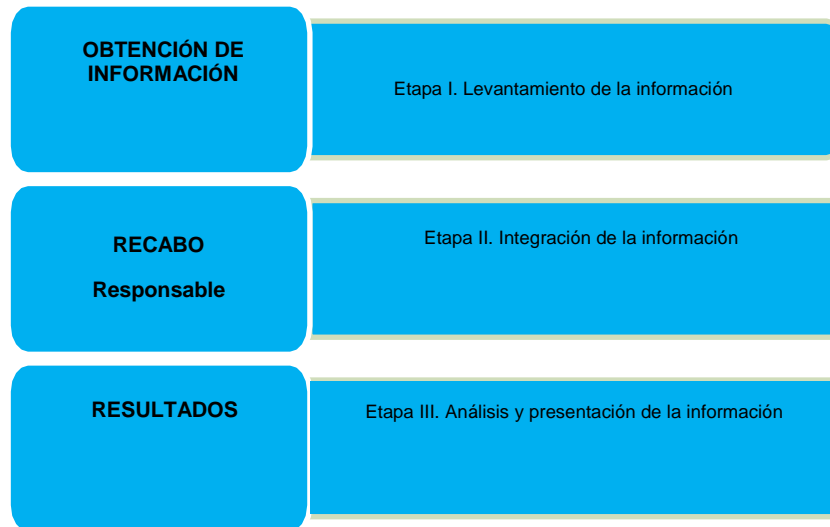 OBTENCIÓN DE
INFORMACIÓN
Etapa I. Levantamiento de la información
RECABO
Responsable
Etapa II. Integración de la información
RESULTADOS
Etapa III. Análisis y presentación de la información